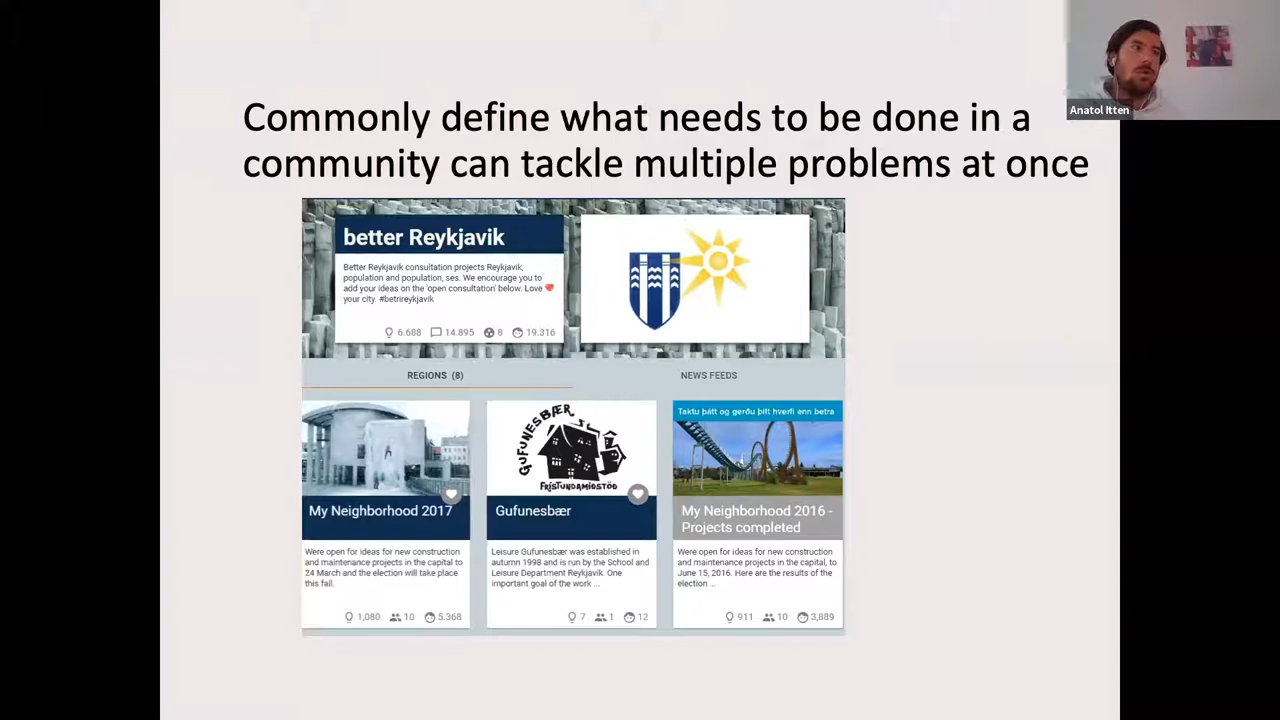 Anatol Itten
Commonly define what needs to be done in a
community can tackle multiple problems at once
better Reykjavik
Better Reykjavik consultation projects Reykjavik,
population and population, ses. We encourage you to
add your ideas on the 'open consultation' below. Love ❤
your city. #betrireykjavik
6.688 14.895 8 19.316
REGIONS (8)
NEWS FEEDS
My Neighborhood 2017
Were open for ideas for new construction
and maintenance projects in the capital to
24 March and the election will take place
this fall.
1,080 10 5.368
GUFUNESBÆR
FRÍSTUNDAMIÐSTÖÐ
Gufunesbær
Leisure Gufunesbær was established in
autumn 1998 and is run by the School and
Leisure Department Reykjavik. One
important goal of the work ...
7 1 12
Taktu þátt og gerðu þitt hverfi enn betra
My Neighborhood 2016 -
Projects completed
Were open for ideas for new construction
and maintenance projects in the capital, to
June 15, 2016. Here are the results of the
election ...
911 10 3,889